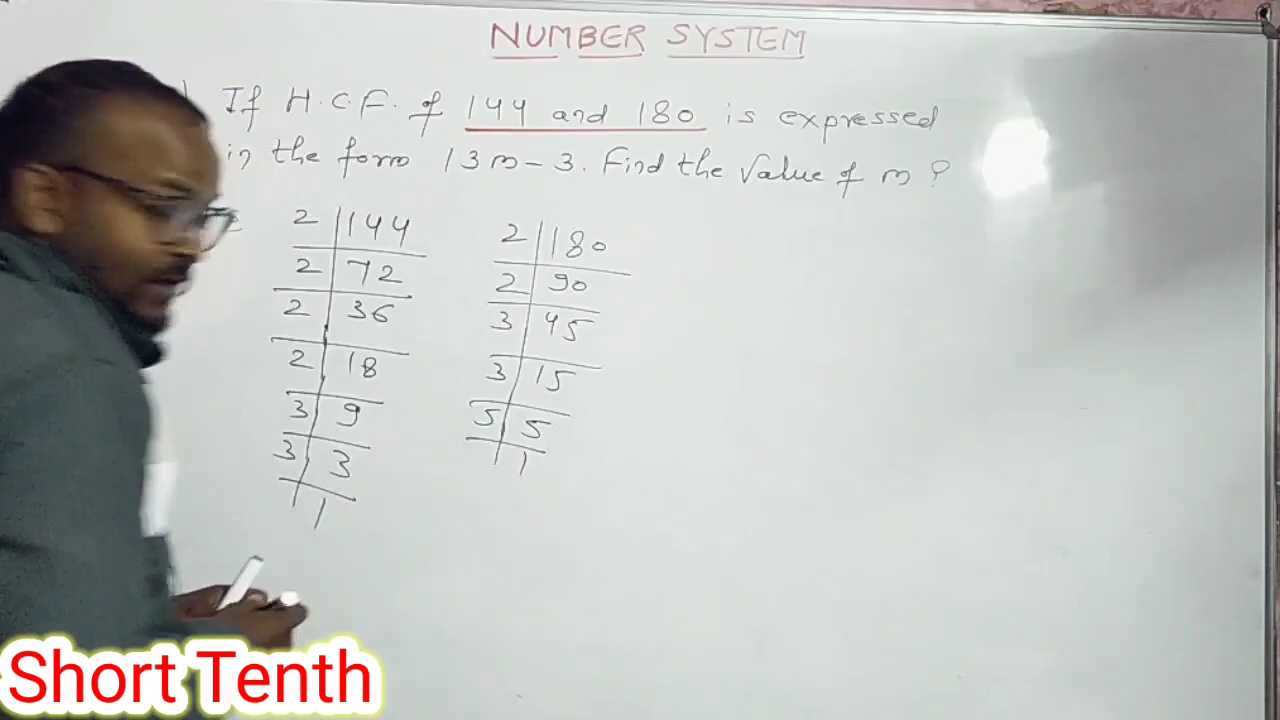 NUMBER SYSTEM
If H.C.F. of 144 and 180 is expressed
in the form 13m - 3. Find the value of m ?
2 | 144
2 | 72
2 | 36
2 | 18
3 | 9
3 | 3
1
2 | 180
2 | 90
3 | 45
3 | 15
5 | 5
1
Short Tenth